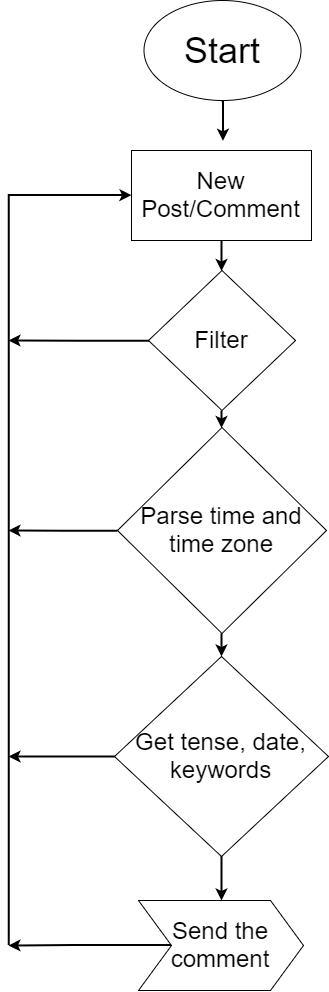 Start
New
Post/Comment
Filter
Parse time and
time zone
Get tense, date,
keywords
Send the
comment